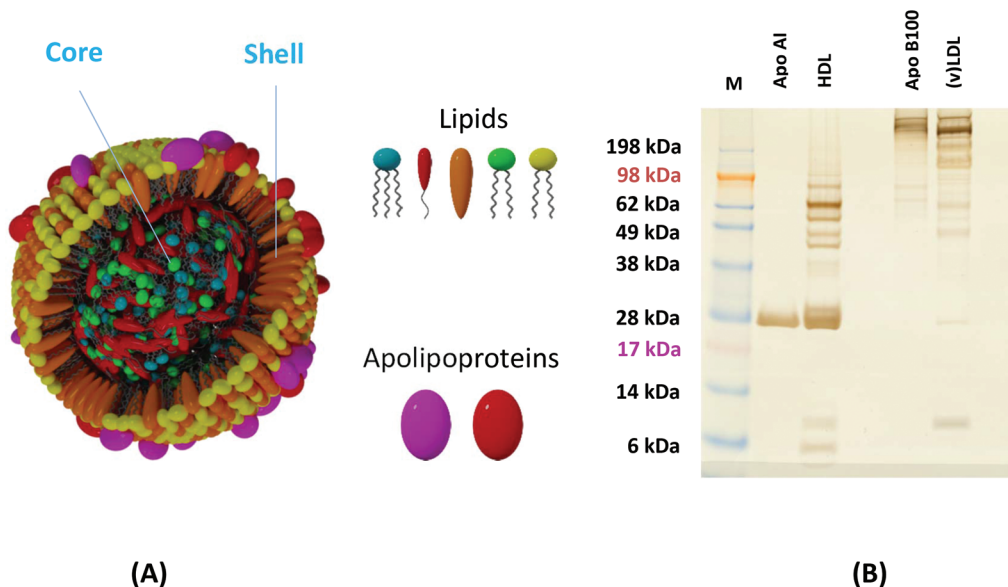 Core
Shell
Lipids
Apolipoproteins
(A)
M
Apo AI
HDL
Apo B100
(v)LDL
198 kDa
98 kDa
62 kDa
49 kDa
38 kDa
28 kDa
17 kDa
14 kDa
6 kDa
(B)